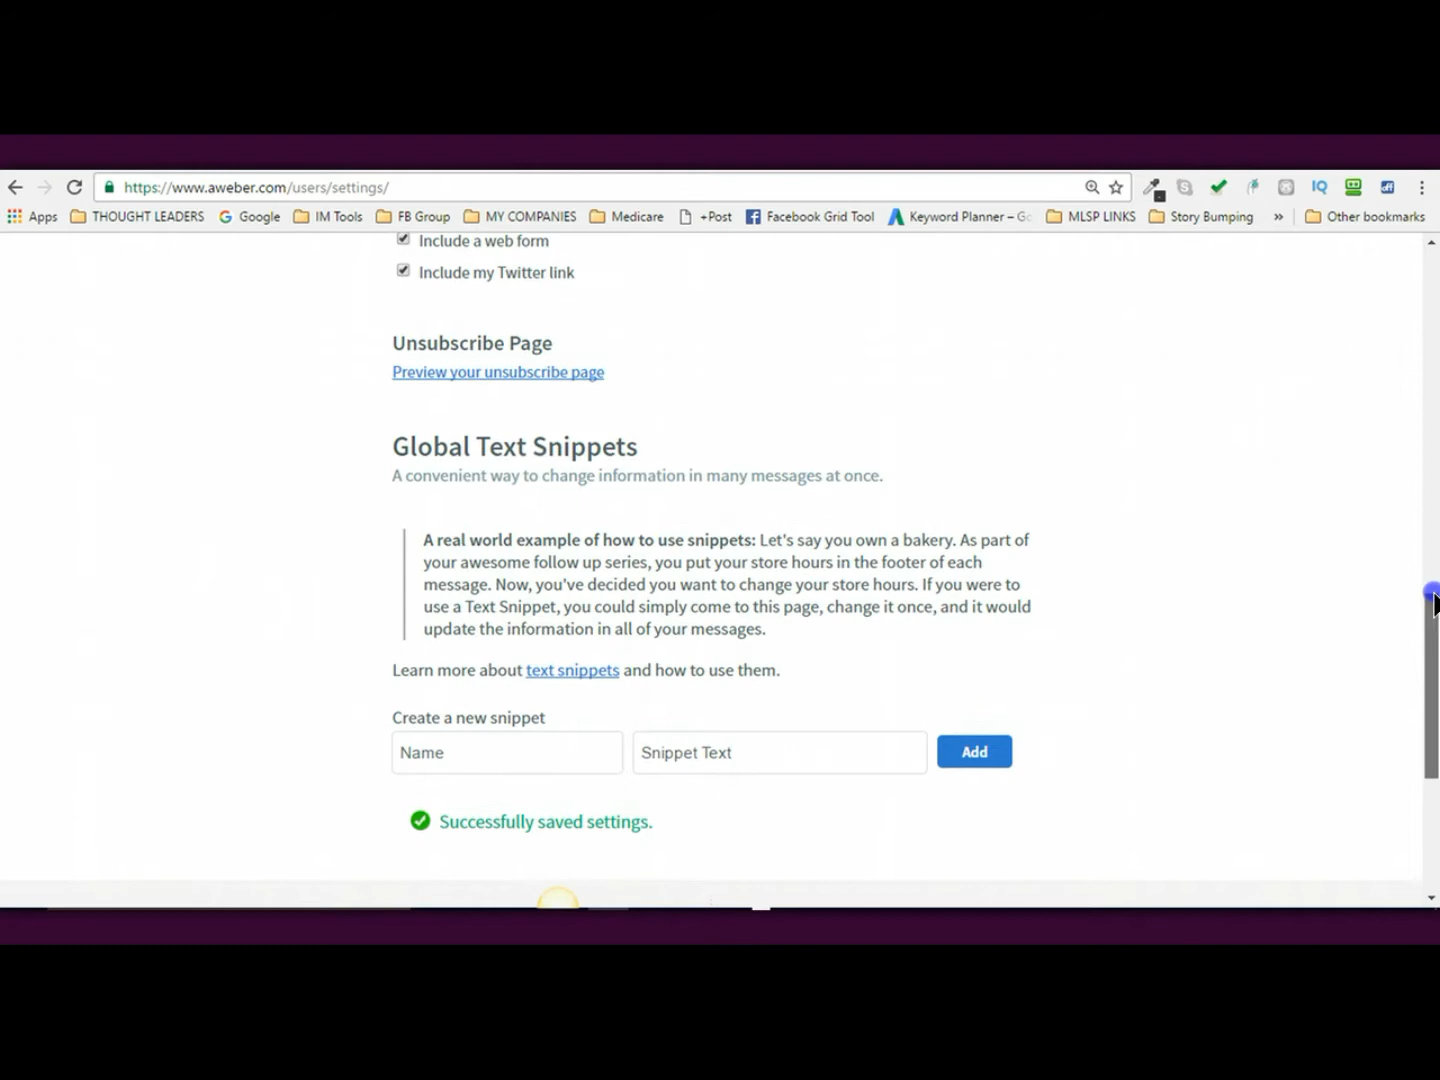 https://www.aweber.com/users/settings/
Apps THOUGHT LEADERS Google IM Tools FB Group MY COMPANIES Medicare +Post Facebook Grid Tool Keyword Planner – Go MLSP LINKS Story Bumping » Other bookmarks
Include a web form
Include my Twitter link
Unsubscribe Page
Preview your unsubscribe page
Global Text Snippets
A convenient way to change information in many messages at once.
A real world example of how to use snippets: Let's say you own a bakery. As part of
your awesome follow up series, you put your store hours in the footer of each
message. Now, you've decided you want to change your store hours. If you were to
use a Text Snippet, you could simply come to this page, change it once, and it would
update the information in all of your messages.
Learn more about text snippets and how to use them.
Create a new snippet
Name Snippet Text Add
Successfully saved settings.